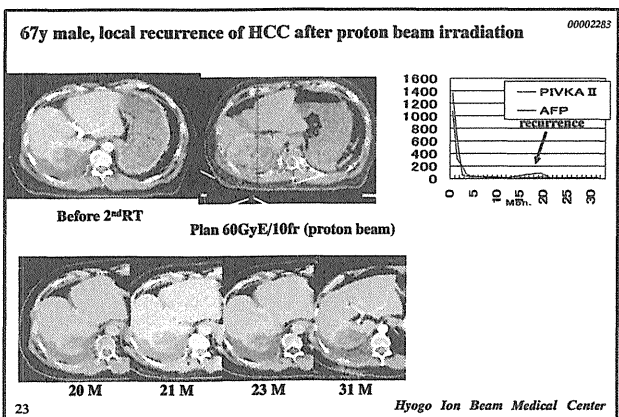 00002283
67y male, local recurrence of HCC after proton beam irradiation
1600
1400
1200
1000
800
600
400
200
0
PIVKA II
AFP
recurrence
0 5 10 15 20 25 30
Mon.
Before 2ndRT
Plan 60GyE/10fr (proton beam)
20 M 21 M 23 M 31 M
23
Hyogo Ion Beam Medical Center